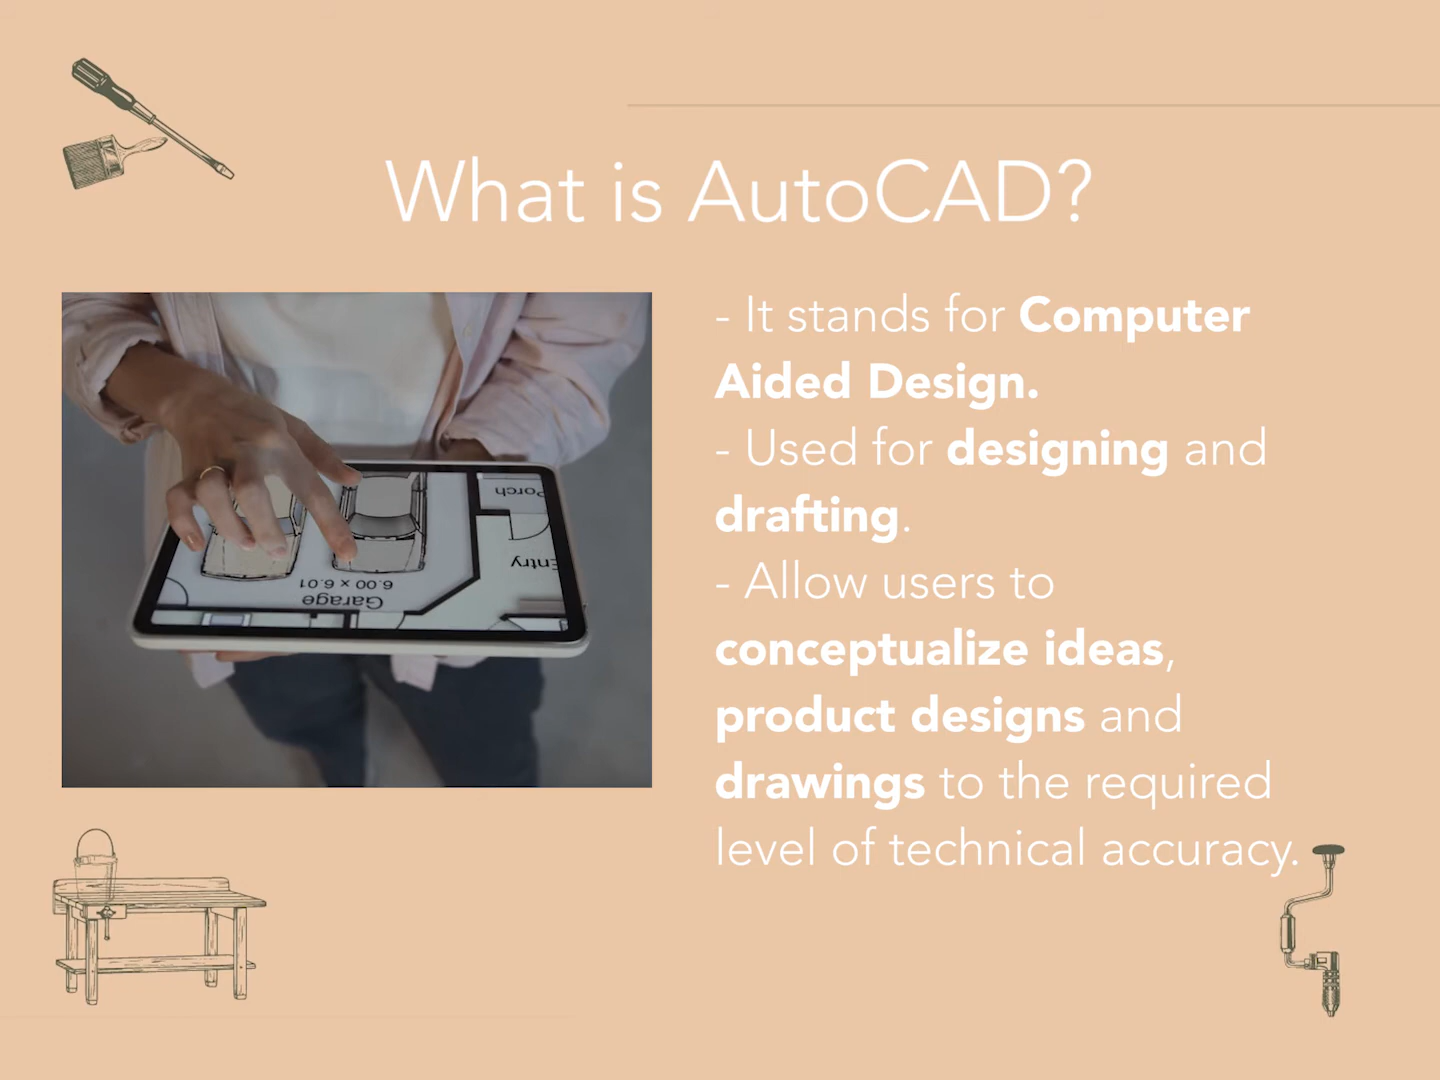 What is AutoCAD?
- It stands for Computer
Aided Design.
- Used for designing and
drafting.
- Allow users to
conceptualize ideas,
product designs and
drawings to the required
level of technical accuracy.
Porch
Entry
6.00 x 6.01
Garage